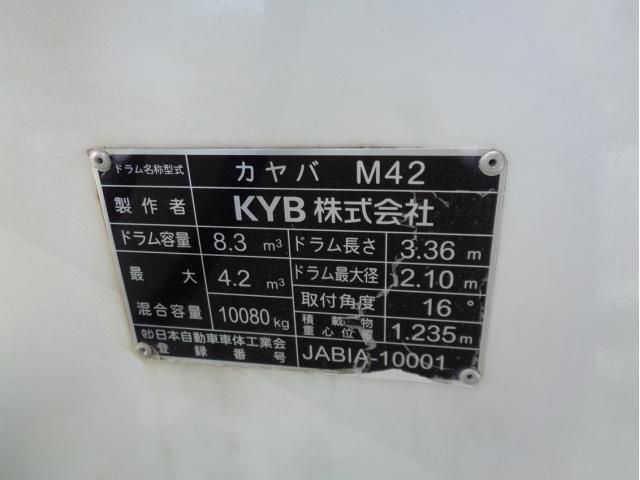 ドラム名称型式 カヤバ M42
製作者 KYB株式会社
ドラム容量 8.3 m³ ドラム長さ 3.36 m
最大 4.2 m³ ドラム最大径 2.10 m
混合容量 10080 kg 取付角度 16°
積載物重心位置 1.235 m
㈳日本自動車車体工業会
登録番号 JABIA-10001